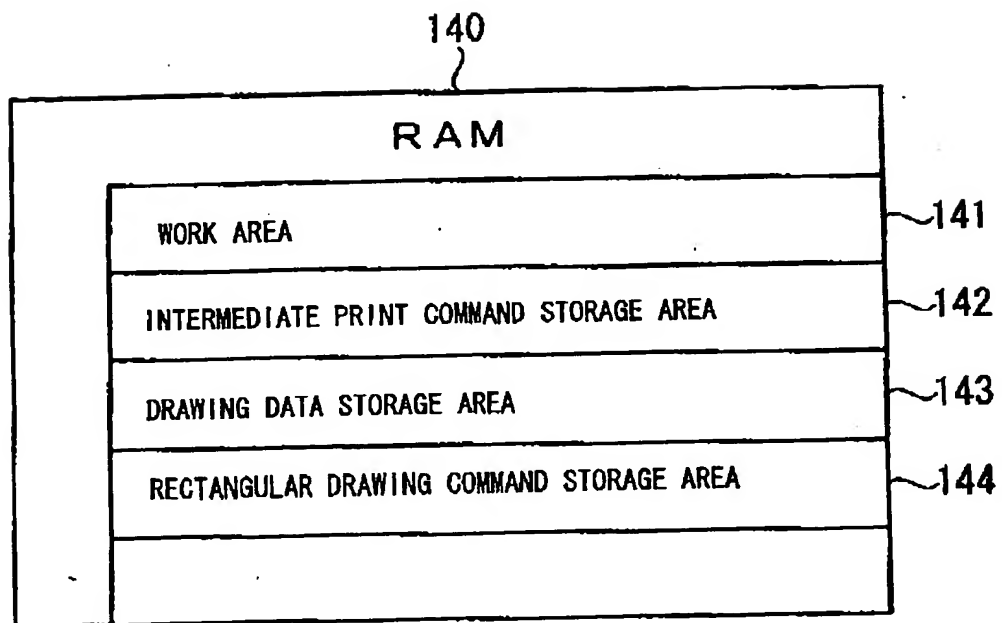 140
RAM
WORK AREA
141
INTERMEDIATE PRINT COMMAND STORAGE AREA
142
DRAWING DATA STORAGE AREA
143
RECTANGULAR DRAWING COMMAND STORAGE AREA
144